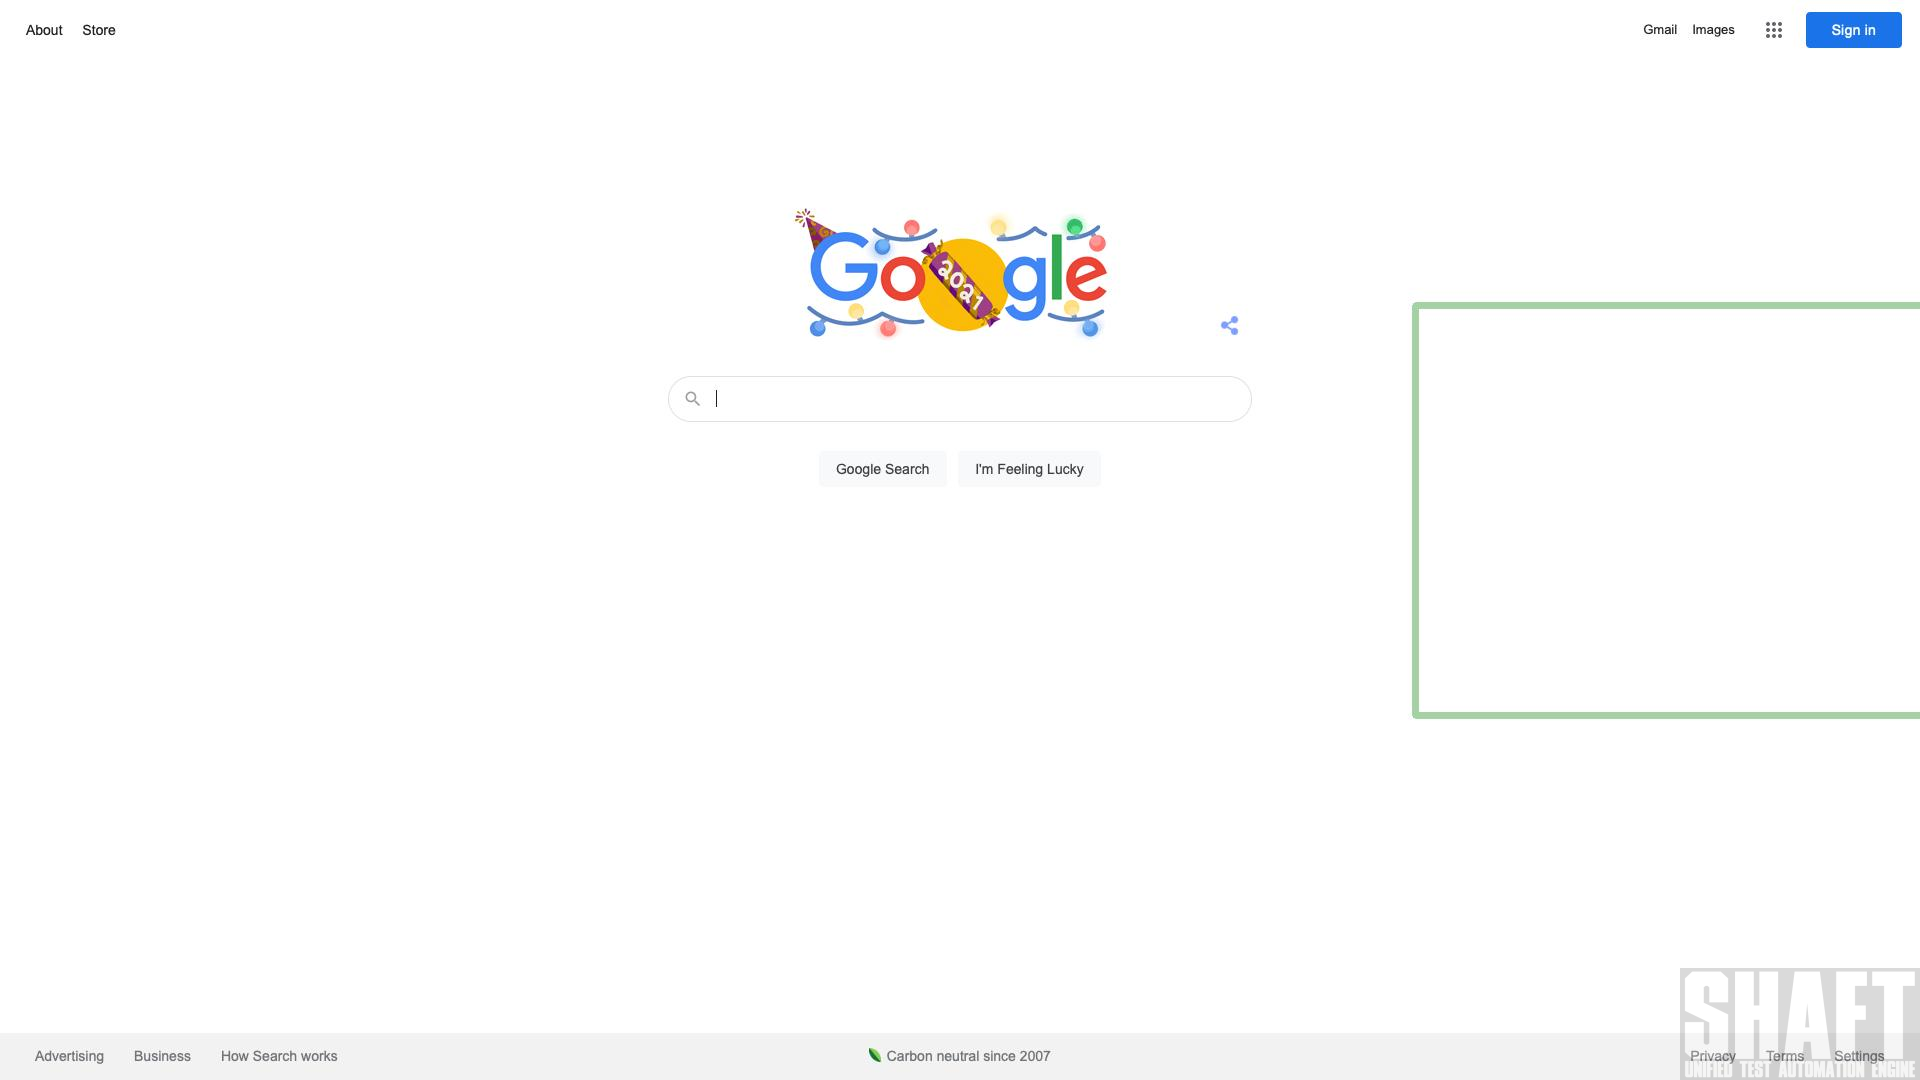 About Store
Gmail Images Sign in
Google
2021
Google Search I'm Feeling Lucky
Advertising Business How Search works
Carbon neutral since 2007
Privacy Terms Settings
SHAFT
UNIFIED TEST AUTOMATION ENGINE